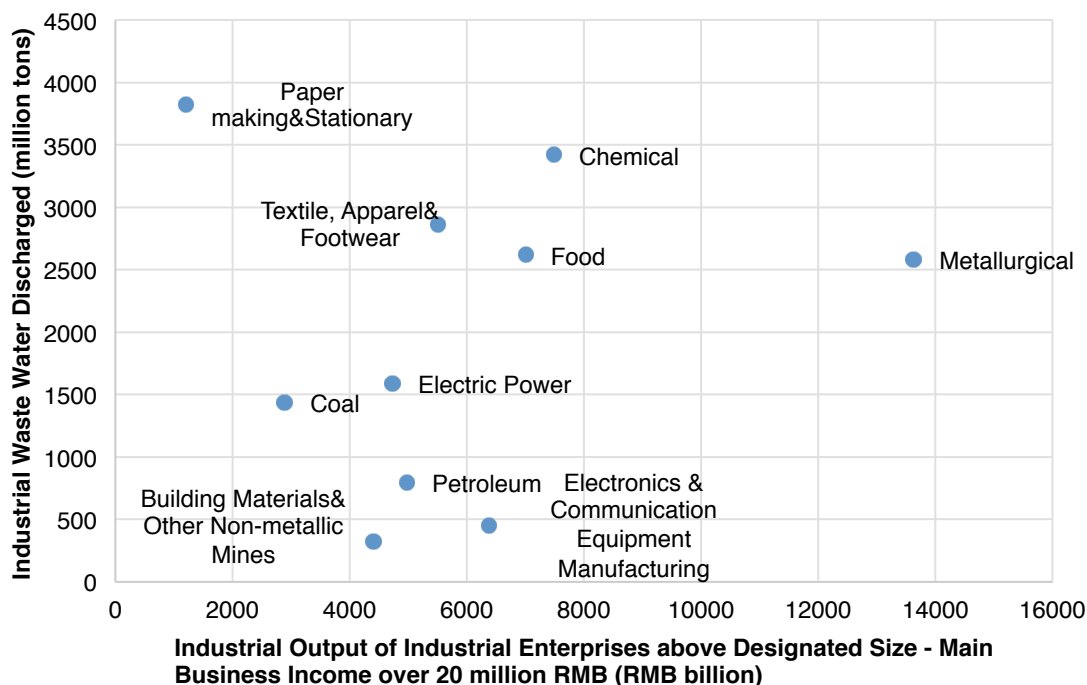 Industrial Waste Water Discharged (million tons)
4500
4000
3500
3000
2500
2000
1500
1000
500
0
Paper
making&Stationary
Chemical
Textile, Apparel&
Footwear
Food
Metallurgical
Electric Power
Coal
Petroleum
Electronics &
Communication
Equipment
Manufacturing
Building Materials&
Other Non-metallic
Mines
0 2000 4000 6000 8000 10000 12000 14000 16000
Industrial Output of Industrial Enterprises above Designated Size - Main
Business Income over 20 million RMB (RMB billion)